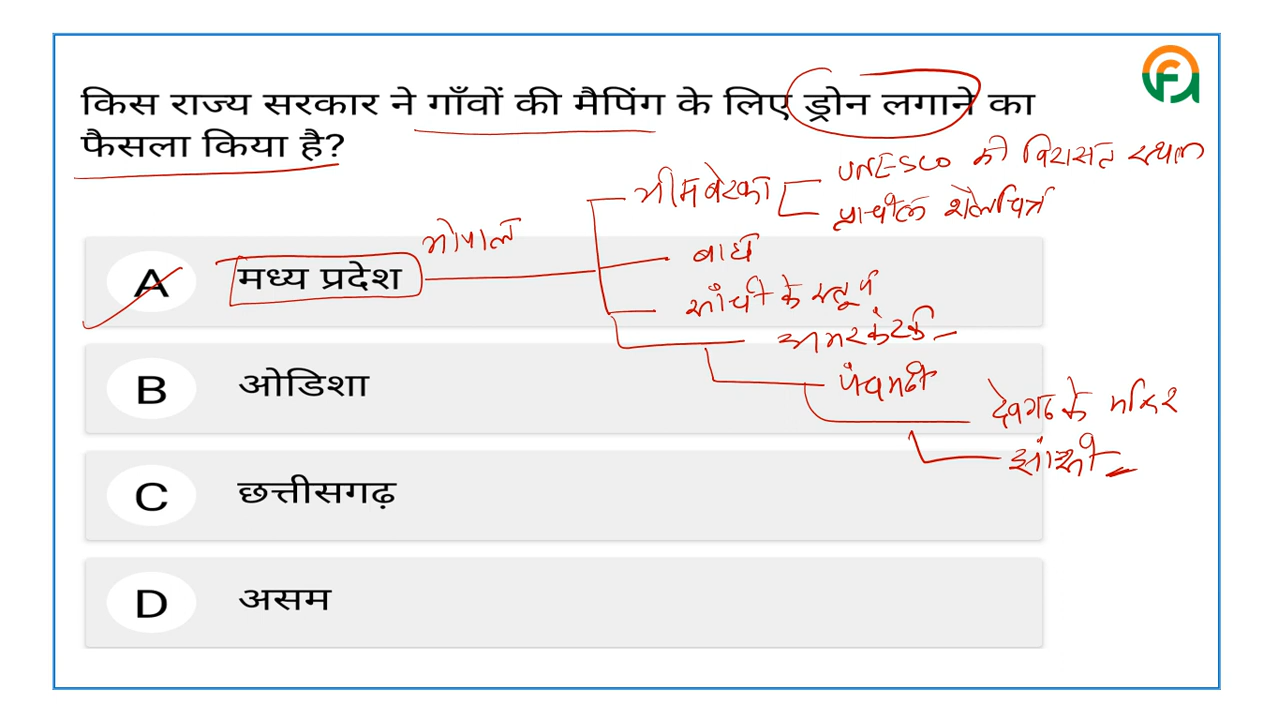 किस राज्य सरकार ने गाँवों की मैपिंग के लिए ड्रोन लगाने का
फैसला किया है?
UNESCO की विरासत स्थल
भीमबेटका
प्राचीन शैलचित्र
भोपाल
बाघ
A मध्य प्रदेश
साँची के स्तूप
अमरकंटक
B ओडिशा
पंचमढी
देवगढ के मन्दिर
झांसी
C छत्तीसगढ़
D असम